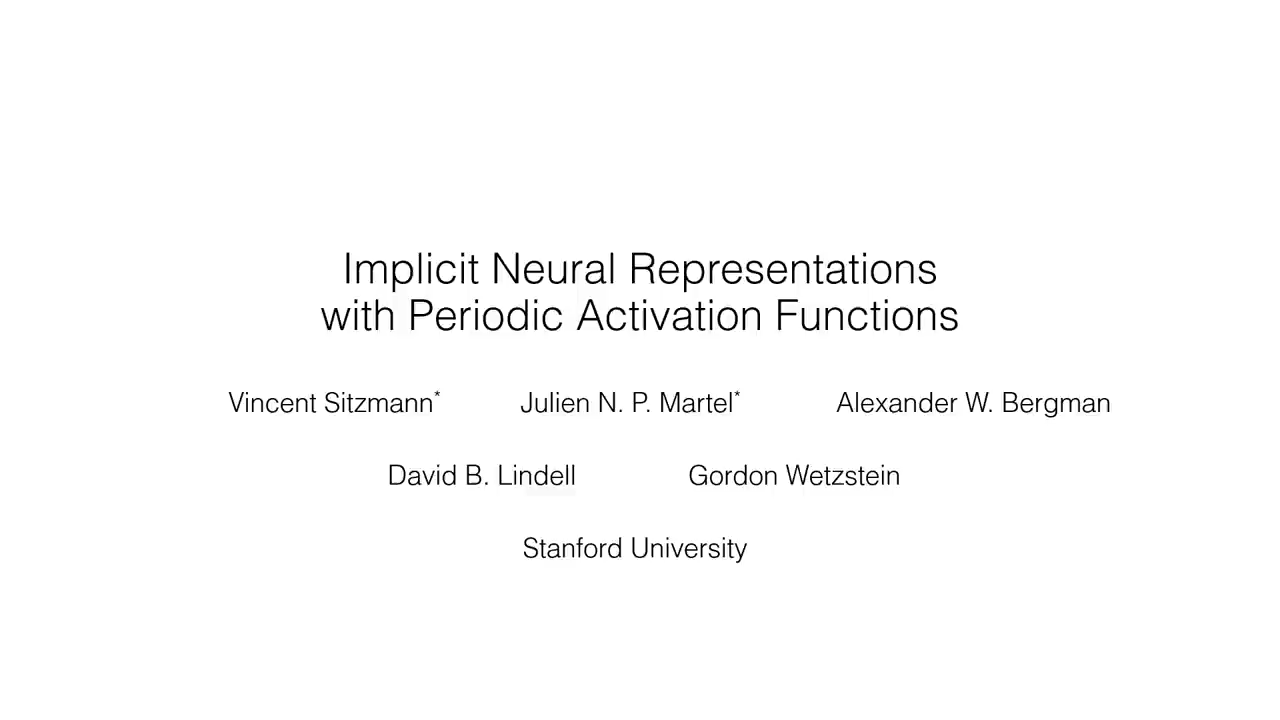 Implicit Neural Representations
with Periodic Activation Functions
Vincent Sitzmann* Julien N. P. Martel* Alexander W. Bergman
David B. Lindell Gordon Wetzstein
Stanford University